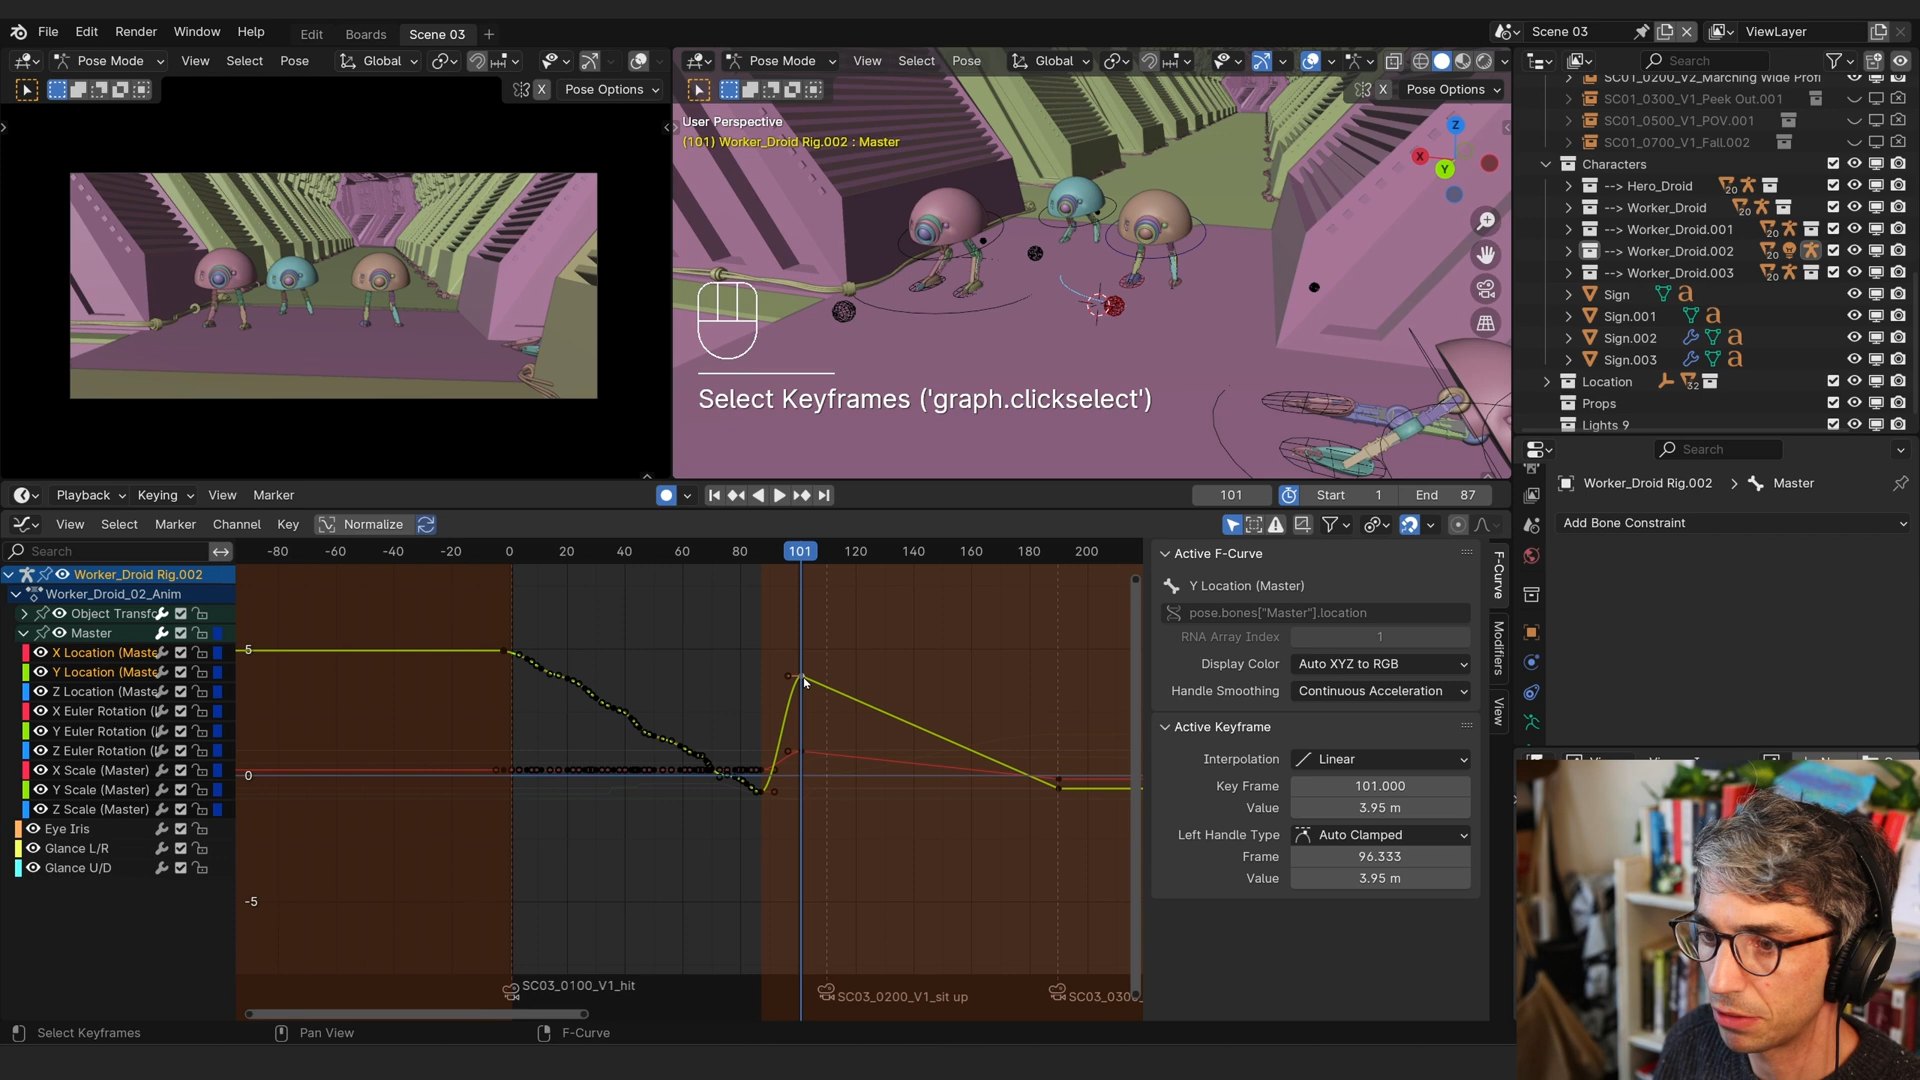 File Edit Render Window Help Edit Boards Scene 03 + Scene 03 ViewLayer
Pose Mode View Select Pose Global
Pose Mode View Select Pose Global
Search
X Pose Options
X Pose Options
User Perspective
(101) Worker_Droid Rig.002 : Master
Z
X
Y
Select Keyframes ('graph.clickselect')
SC01_0200_V2_Marching Wide Profi
SC01_0300_V1_Peek Out.001
SC01_0500_V1_POV.001
SC01_0700_V1_Fall.002
Characters
--> Hero_Droid 20
--> Worker_Droid 20
--> Worker_Droid.001 20
--> Worker_Droid.002 20
--> Worker_Droid.003 20
Sign a
Sign.001 a
Sign.002 a
Sign.003 a
Location 32
Props
Lights 9
Search
Worker_Droid Rig.002 > Master
Add Bone Constraint
Playback Keying View Marker 101 Start 1 End 87
View Select Marker Channel Key Normalize
Search -80 -60 -40 -20 0 20 40 60 80 101 120 140 160 180 200
Worker_Droid Rig.002
Worker_Droid_02_Anim
Object Transfo
Master
X Location (Maste
Y Location (Maste
Z Location (Maste
X Euler Rotation (
Y Euler Rotation (
Z Euler Rotation (
X Scale (Master)
Y Scale (Master)
Z Scale (Master)
Eye Iris
Glance L/R
Glance U/D
5
0
-5
SC03_0100_V1_hit
SC03_0200_V1_sit up
SC03_030
Active F-Curve
Y Location (Master)
pose.bones["Master"].location
RNA Array Index 1
Display Color Auto XYZ to RGB
Handle Smoothing Continuous Acceleration
Active Keyframe
Interpolation Linear
Key Frame 101.000
Value 3.95 m
Left Handle Type Auto Clamped
Frame 96.333
Value 3.95 m
F-Curve
Modifiers
View
Select Keyframes Pan View F-Curve